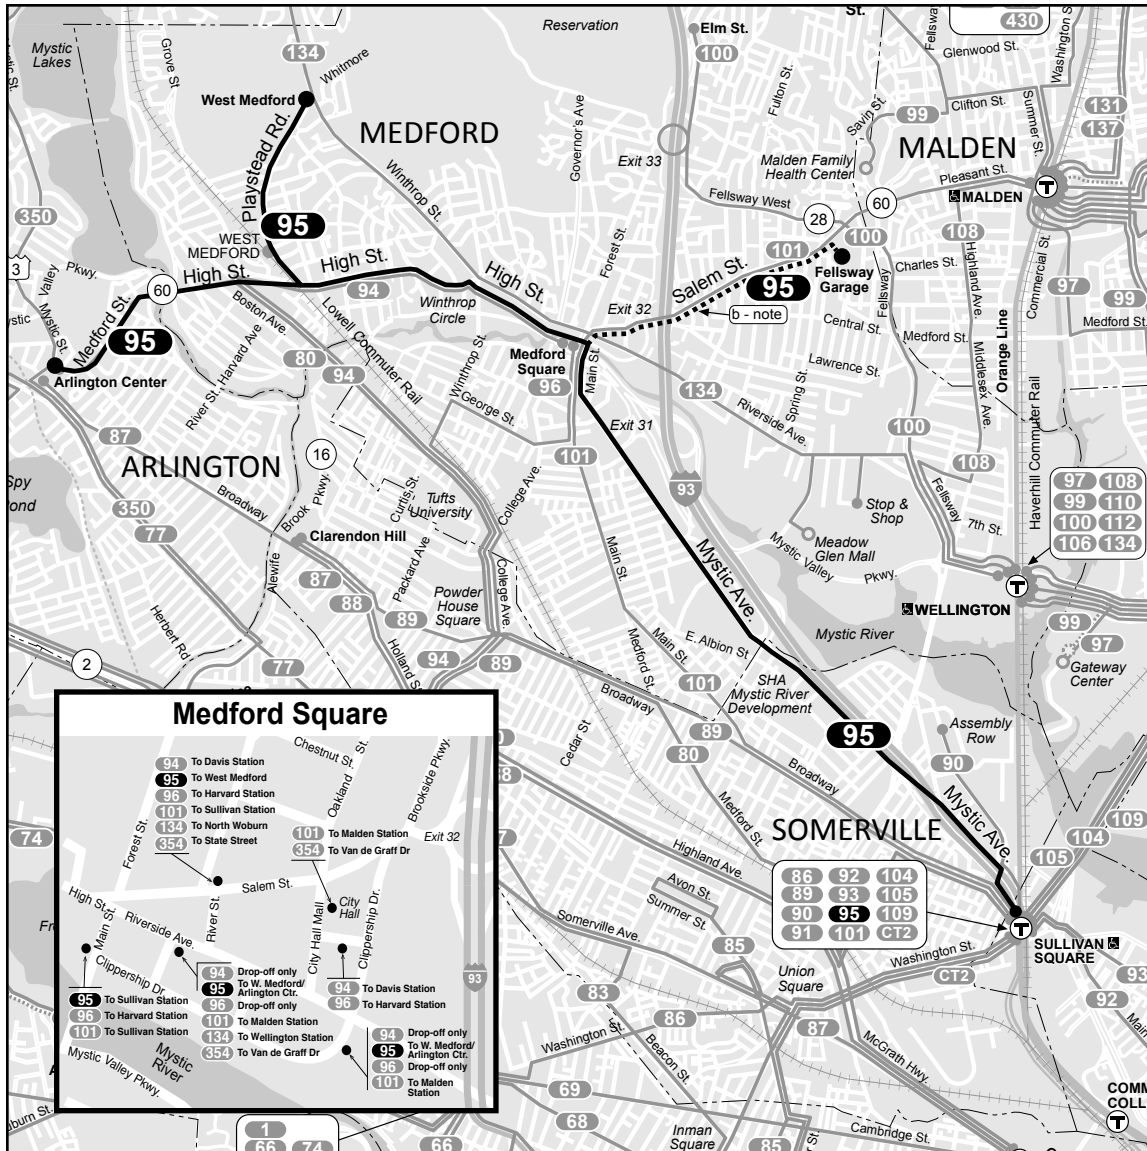 Mystic
Lakes
Grove St
134
Whitmore
Reservation
Elm St.
100
St.
430
Fellsway
Glenwood St.
Washington St.
West Medford
Playstead Rd.
MEDFORD
Governor's Ave
Fulton St.
Savin St.
99
Clifton St.
Summer St.
131
137
Exit 33
Malden Family
Health Center
MALDEN
Pleasant St.
T
MALDEN
Winthrop St.
Fellsway West
28
60
350
95
WEST
MEDFORD
High St.
High St.
94
High St.
Forest St.
Salem St.
101
100
95
Fellsway
Garage
108
Charles St.
Highland Ave.
Commercial St.
97
99
3
Pkwy.
Valley
Mystic St.
Medford St.
60
Boston Ave.
Winthrop
Circle
Exit 32
b - note
Central St.
Fellsway
Medford St.
Medford St
95
Arlington Center
River St.
Harvard Ave
80
94
Lowell Commuter Rail
Winthrop St.
Medford
Square
96
Main St.
Lawrence St.
Spring St.
Middlesex Ave.
Orange Line
134
Riverside Ave.
George St.
Exit 31
100
108
87
ARLINGTON
16
101
College Ave.
93
Haverhill Commuter Rail
97 108
99 110
100 112
106 134
350
77
Broadway
Brook Pkwy.
Alewife
Curtis St.
Tufts
University
Stop &
Shop
Fellsway
7th St.
Clarendon Hill
Packard Ave
Meadow
Glen Mall
Mystic Valley
Pkwy.
T
WELLINGTON
87
88
89
Powder
House
Square
College Ave.
Main St.
Mystic Ave.
Mystic River
99
97
Gateway
Center
Herbert Rd
77
2
Holland St.
94
89
Medford St.
Main St.
E. Albion St
101
Broadway
SHA
Mystic River
Development
95
Assembly
Row
90
Cedar St
80
89
Broadway
Mystic Ave.
Medford St.
SOMERVILLE
Highland Ave.
105
104
109
74
86 92 104
89 93 105
90 95 109
91 101 CT2
Avon St.
Summer St.
Somerville Ave.
85
Washington St.
T
SULLIVAN
SQUARE
CT2
93
92
Union
Square
83
86
87
Washington St.
Beacon St.
McGrath Hwy.
69
68
66
Inman
Square
85
Cambridge St.
T
1
66 74
Medford Square
Chestnut St.
Oakland St.
Brookside Pkwy.
Forest St.
94 To Davis Station
95 To West Medford
96 To Harvard Station
101 To Sullivan Station
134 To North Woburn
354 To State Street
101 To Malden Station
354 To Van de Graff Dr
Exit 32
Salem St.
High St.
Main St.
Riverside Ave.
River St.
City
Hall
City Hall Mall
Clippership Dr.
Clippership Dr.
93
95 To Sullivan Station
96 To Harvard Station
101 To Sullivan Station
94 Drop-off only
95 To W. Medford/
Arlington Ctr.
96 Drop-off only
101 To Malden Station
134 To Wellington Station
354 To Van de Graff Dr
94 To Davis Station
96 To Harvard Station
94 Drop-off only
95 To W. Medford/
Arlington Ctr.
96 Drop-off only
101 To Malden
Station
Mystic
River
Mystic Valley Pkwy.